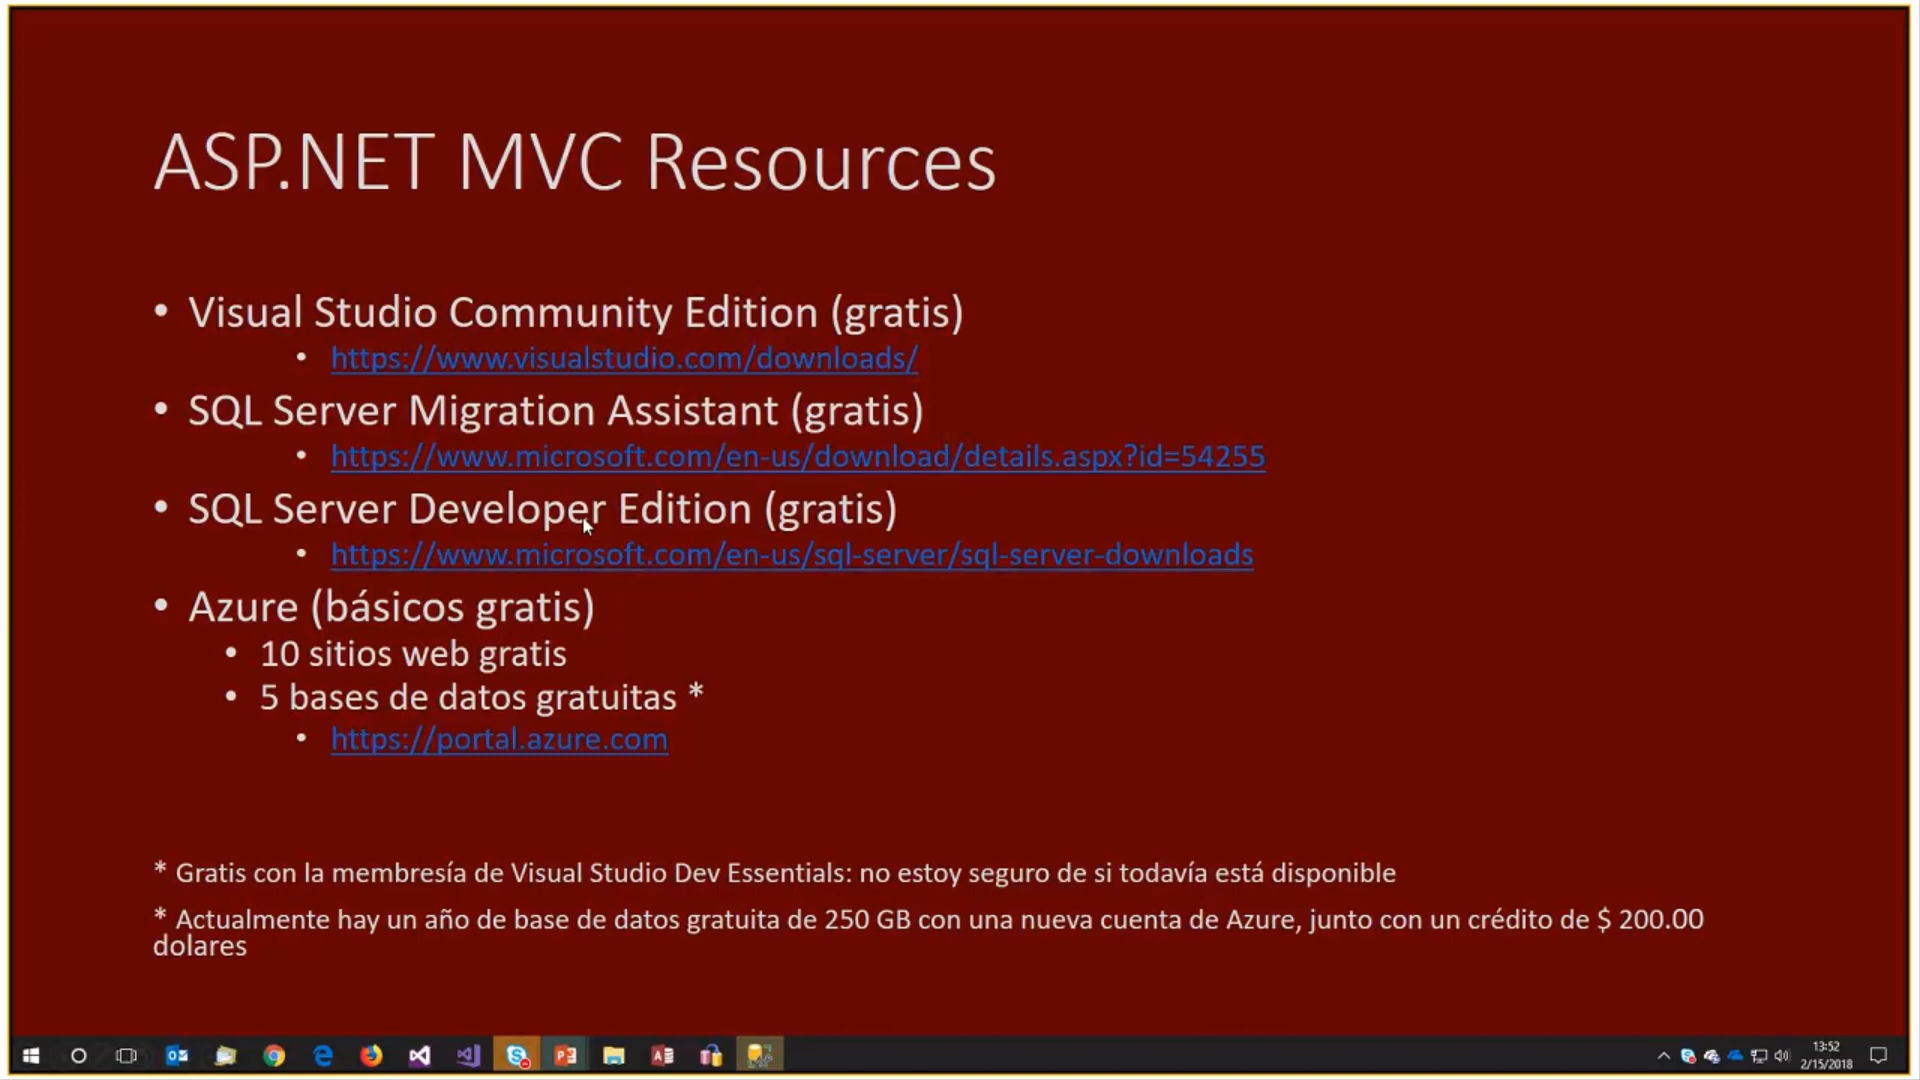 ASP.NET MVC Resources
• Visual Studio Community Edition (gratis)
• https://www.visualstudio.com/downloads/
• SQL Server Migration Assistant (gratis)
• https://www.microsoft.com/en-us/download/details.aspx?id=54255
• SQL Server Developer Edition (gratis)
• https://www.microsoft.com/en-us/sql-server/sql-server-downloads
• Azure (básicos gratis)
• 10 sitios web gratis
• 5 bases de datos gratuitas *
• https://portal.azure.com
* Gratis con la membresía de Visual Studio Dev Essentials: no estoy seguro de si todavía está disponible
* Actualmente hay un año de base de datos gratuita de 250 GB con una nueva cuenta de Azure, junto con un crédito de $ 200.00
dolares
13:52
2/15/2018